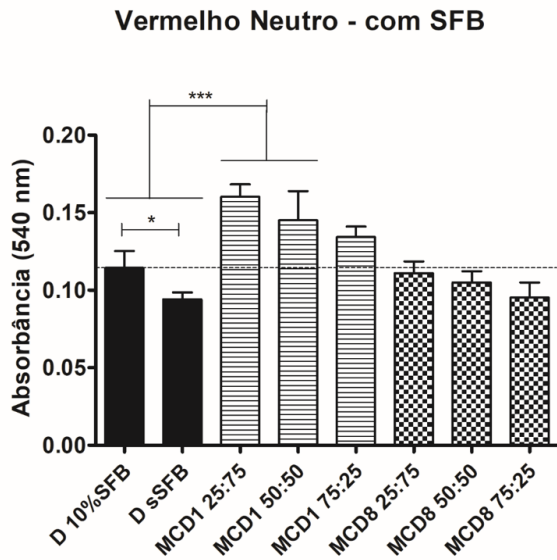 Vermelho Neutro - com SFB
***
*
Absorbância (540 nm)
0.20
0.15
0.10
0.05
0.00
D 10%SFB
D sSFB
MCD1 25:75
MCD1 50:50
MCD1 75:25
MCD8 25:75
MCD8 50:50
MCD8 75:25